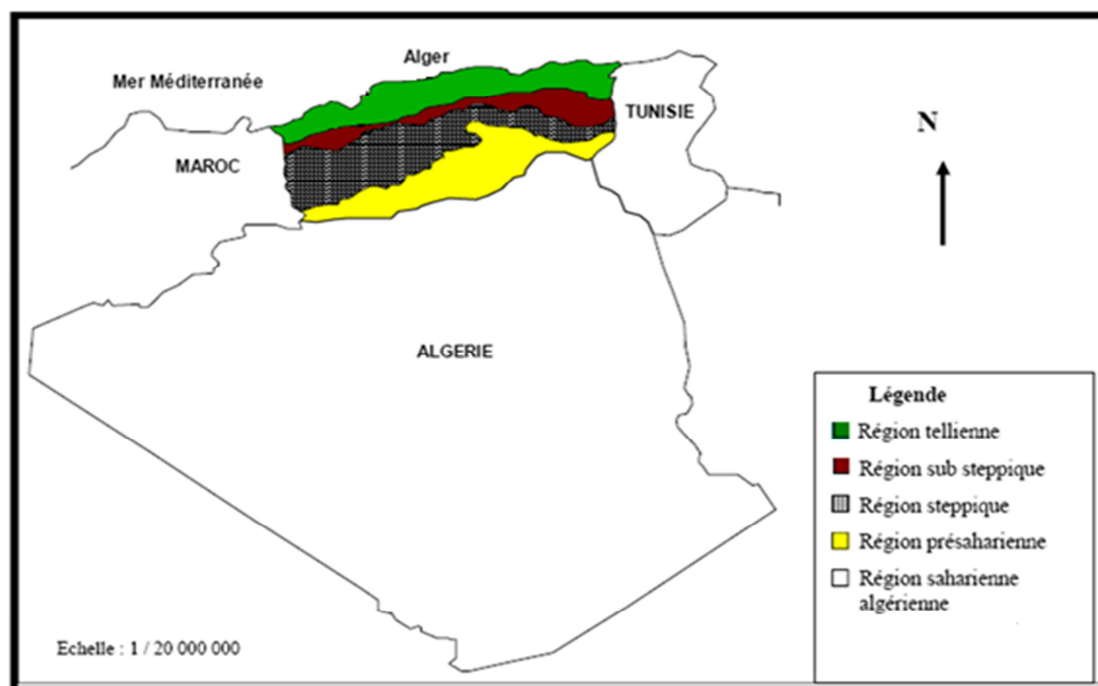 Alger
Mer Méditerranée
TUNISIE
N
MAROC
ALGERIE
Légende
Région tellienne
Région sub steppique
Région steppique
Région présaharienne
Région saharienne
algérienne
Echelle : 1 / 20 000 000